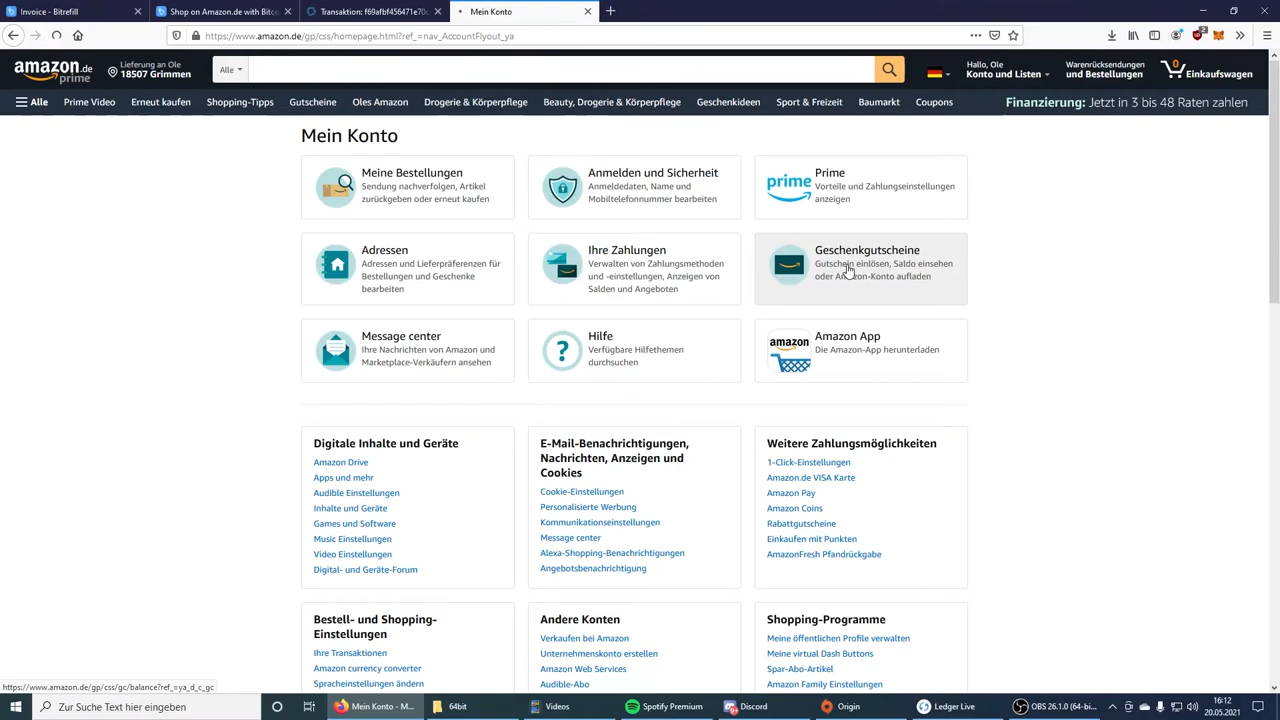 Invoice - Bitrefill
Shop on Amazon.de with Bitco
Transaktion: f69afbf456471e70c
Mein Konto
https://www.amazon.de/gp/css/homepage.html?ref_=nav_AccountFlyout_ya
amazon.de
prime
Lieferung an Ole
18507 Grimmen
Alle
Hallo, Ole
Konto und Listen
Warenrücksendungen
und Bestellungen
0
Einkaufswagen
Alle
Prime Video
Erneut kaufen
Shopping-Tipps
Gutscheine
Oles Amazon
Drogerie & Körperpflege
Beauty, Drogerie & Körperpflege
Geschenkideen
Sport & Freizeit
Baumarkt
Coupons
Finanzierung: Jetzt in 3 bis 48 Raten zahlen
Mein Konto
Meine Bestellungen
Sendung nachverfolgen, Artikel
zurückgeben oder erneut kaufen
Anmelden und Sicherheit
Anmeldedaten, Name und
Mobiltelefonnummer bearbeiten
prime
Prime
Vorteile und Zahlungseinstellungen
anzeigen
Adressen
Adressen und Lieferpräferenzen für
Bestellungen und Geschenke
bearbeiten
Ihre Zahlungen
Verwalten von Zahlungsmethoden
und -einstellungen, Anzeigen von
Salden und Angeboten
Geschenkgutscheine
Gutschein einlösen, Saldo einsehen
oder Amazon-Konto aufladen
Message center
Ihre Nachrichten von Amazon und
Marketplace-Verkäufern ansehen
Hilfe
Verfügbare Hilfethemen
durchsuchen
amazon
Amazon App
Die Amazon-App herunterladen
Digitale Inhalte und Geräte
Amazon Drive
Apps und mehr
Audible Einstellungen
Inhalte und Geräte
Games und Software
Music Einstellungen
Video Einstellungen
Digital- und Geräte-Forum
E-Mail-Benachrichtigungen,
Nachrichten, Anzeigen und
Cookies
Cookie-Einstellungen
Personalisierte Werbung
Kommunikationseinstellungen
Message center
Alexa-Shopping-Benachrichtigungen
Angebotsbenachrichtigung
Weitere Zahlungsmöglichkeiten
1-Click-Einstellungen
Amazon.de VISA Karte
Amazon Pay
Amazon Coins
Rabattgutscheine
Einkaufen mit Punkten
AmazonFresh Pfandrückgabe
Bestell- und Shopping-
Einstellungen
Ihre Transaktionen
Amazon currency converter
Spracheinstellungen ändern
Andere Konten
Verkaufen bei Amazon
Unternehmenskonto erstellen
Amazon Web Services
Audible-Abo
Shopping-Programme
Meine öffentlichen Profile verwalten
Meine virtual Dash Buttons
Spar-Abo-Artikel
Amazon Family Einstellungen
https://www.amazon.de/gp/css/gc/balance?ref_=ya_d_c_gc
Zur Suche Text hier eingeben
Mein Konto - M...
64bit
Videos
Spotify Premium
Discord
Origin
Ledger Live
OBS 26.1.0 (64-bi...
16:12
20.05.2021